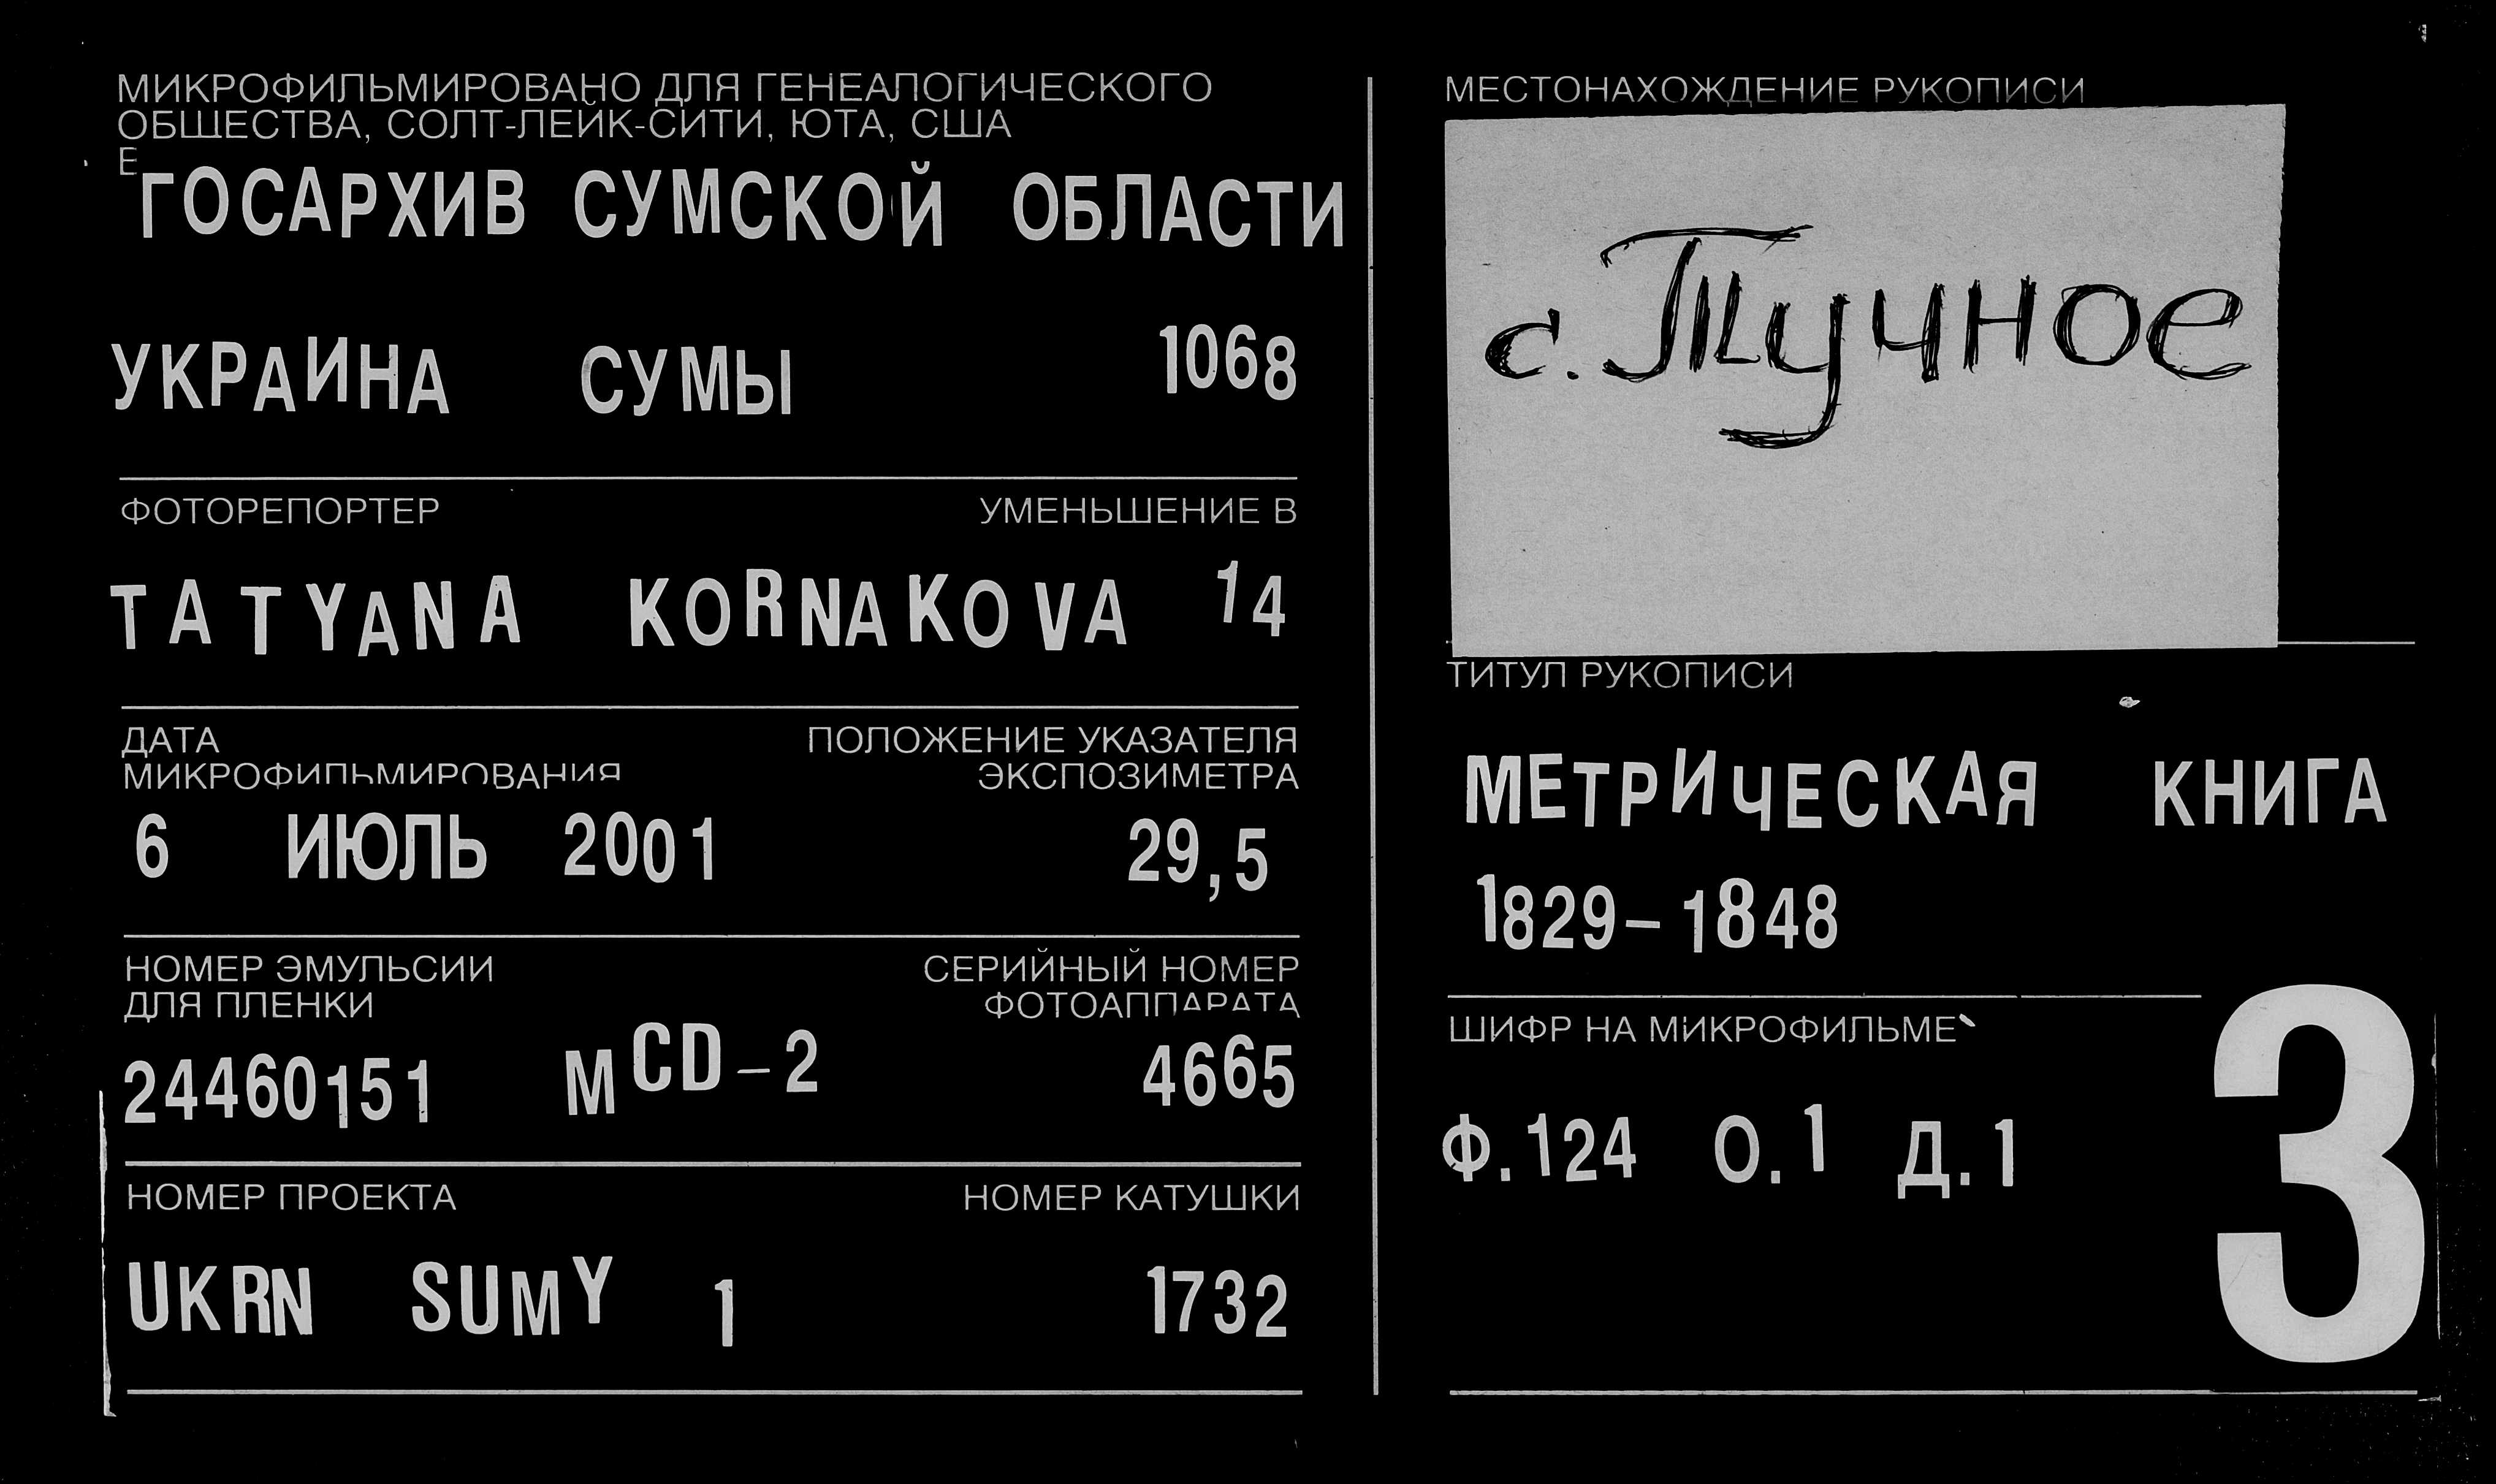 МИКРОФИЛЬМИРОВАНО ДЛЯ ГЕНЕАЛОГИЧЕСКОГО
ОБЩЕСТВА, СОЛТ-ЛЕЙК-СИТИ, ЮТА, США
Е
ГОСАРХИВ СУМСКОЙ ОБЛАСТИ
УКРАИНА СУМЫ 1068
ФОТОРЕПОРТЕР УМЕНЬШЕНИЕ В
TATYANA KORNAKOVA 14
ДАТА ПОЛОЖЕНИЕ УКАЗАТЕЛЯ
МИКРОФИЛЬМИРОВАНИЯ ЭКСПОЗИМЕТРА
6 ИЮЛЬ 2001 29,5
НОМЕР ЭМУЛЬСИИ СЕРИЙНЫЙ НОМЕР
ДЛЯ ПЛЕНКИ ФОТОАППАРАТА
24460151 MCD-2 4665
НОМЕР ПРОЕКТА НОМЕР КАТУШКИ
UKRN SUMY 1 1732
МЕСТОНАХОЖДЕНИЕ РУКОПИСИ
с. Тучное
ТИТУЛ РУКОПИСИ
МЕТРИЧЕСКАЯ КНИГА
1829-1848
ШИФР НА МИКРОФИЛЬМЕ
Ф.124 О.1 Д.1
3